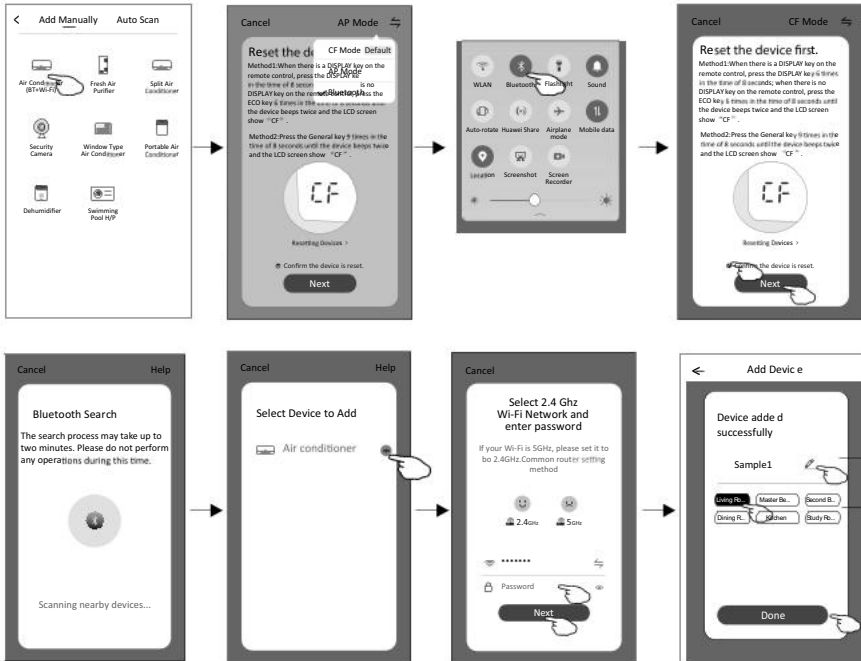 Add Manually
Auto Scan
Air Conditioner
(BT+Wi-Fi)
Fresh Air
Purifier
Split Air
Conditioner
Security
Camera
Window Type
Air Conditioner
Portable Air
Conditioner
Dehumidifier
Swimming
Pool H/P
Cancel
AP Mode
Reset the de
CF Mode Default
AP Mode
Bluetooth
Method1:When there is a DISPLAY key on the
remote control, press the DISPLAY ke
in the time of 8 secon
is no
DISPLAY key on the remote control, press the
ECO key 6 times in the time of 8 seconds until
the device beeps twice and the LCD screen
show "CF".
Method2:Press the General key 9 times in the
time of 8 seconds until the device beeps twice
and the LCD screen show "CF".
CF
Resetting Devices >
Confirm the device is reset.
Next
WLAN
Bluetooth
Flashlight
Sound
Auto-rotate
Huawei Share
Airplane
mode
Mobile data
Location
Screenshot
Screen
Recorder
Cancel
CF Mode
Reset the device first.
Method1:When there is a DISPLAY key on the
remote control, press the DISPLAY key 6 times
in the time of 8 seconds; when there is no
DISPLAY key on the remote control, press the
ECO key 6 times in the time of 8 seconds until
the device beeps twice and the LCD screen
show "CF".
Method2:Press the General key 9 times in the
time of 8 seconds until the device beeps twice
and the LCD screen show "CF".
CF
Resetting Devices >
Confirm the device is reset.
Next
Cancel
Help
Bluetooth Search
The search process may take up to
two minutes. Please do not perform
any operations during this time.
Scanning nearby devices...
Cancel
Help
Select Device to Add
Air conditioner
Cancel
Select 2.4 Ghz
Wi-Fi Network and
enter password
If your Wi-Fi is 5GHz, please set it to
bo 2.4GHz.Common router setting
method
2.4GHz
5GHz
Password
Next
Add Devic e
Device adde d
successfully
Sample1
Living Ro..
Master Be..
Second B..
Dining R..
Kitchen
Study Ro..
Done